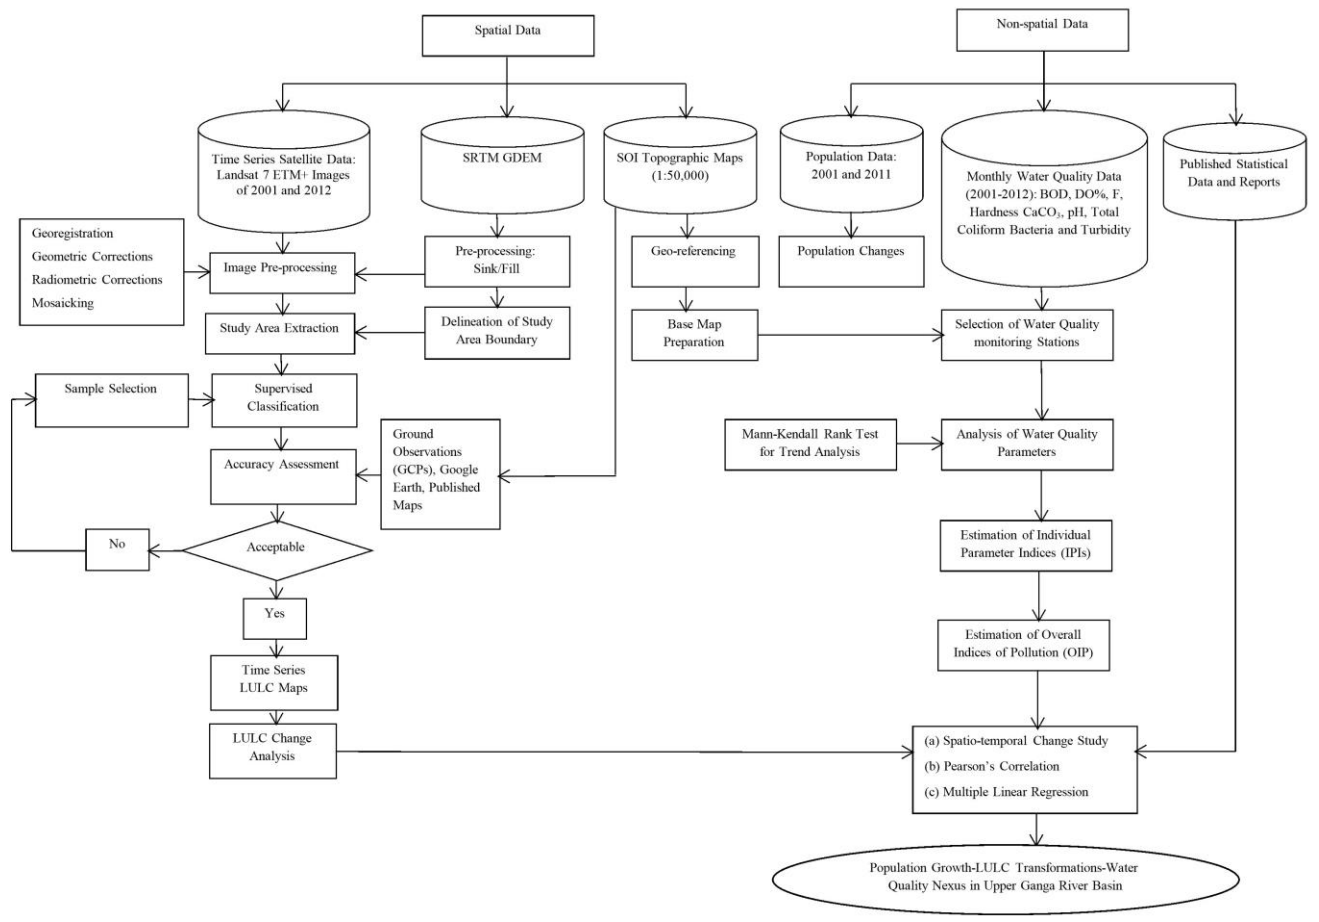 Spatial Data
Non-spatial Data
Time Series Satellite Data:
Landsat 7 ETM+ Images
of 2001 and 2012
SRTM GDEM
SOI Topographic Maps
(1:50,000)
Population Data:
2001 and 2011
Monthly Water Quality Data
(2001-2012): BOD, DO%, F,
Hardness CaCO₃, pH, Total
Coliform Bacteria and Turbidity
Published Statistical
Data and Reports
Georegistration
Geometric Corrections
Radiometric Corrections
Mosaicking
Image Pre-processing
Pre-processing:
Sink/Fill
Geo-referencing
Population Changes
Study Area Extraction
Delineation of Study
Area Boundary
Base Map
Preparation
Selection of Water Quality
monitoring Stations
Sample Selection
Supervised
Classification
Accuracy Assessment
Ground
Observations
(GCPs), Google
Earth, Published
Maps
Mann-Kendall Rank Test
for Trend Analysis
Analysis of Water Quality
Parameters
No
Acceptable
Estimation of Individual
Parameter Indices (IPIs)
Yes
Estimation of Overall
Indices of Pollution (OIP)
Time Series
LULC Maps
LULC Change
Analysis
(a) Spatio-temporal Change Study
(b) Pearson's Correlation
(c) Multiple Linear Regression
Population Growth-LULC Transformations-Water
Quality Nexus in Upper Ganga River Basin